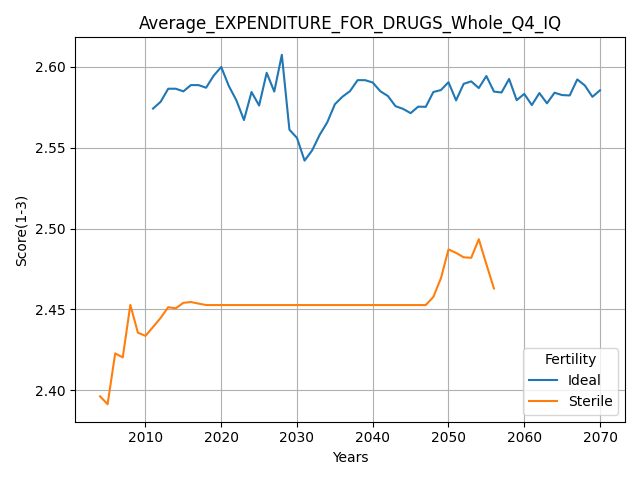 Average_EXPENDITURE_FOR_DRUGS_Whole_Q4_IQ
Score(1-3)
2.60
2.55
2.50
2.45
2.40
2010 2020 2030 2040 2050 2060 2070
Years
Fertility
Ideal
Sterile